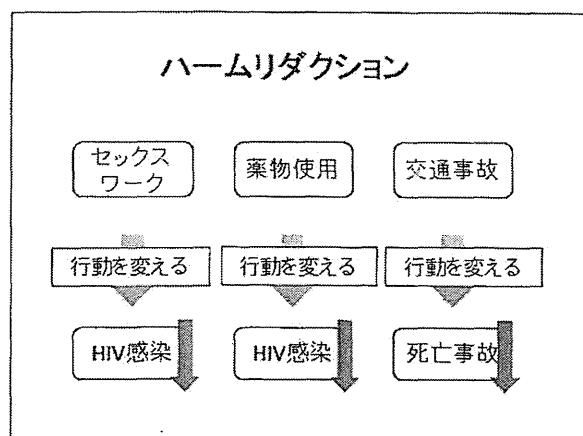 ハームリダクション
セックス
ワーク
薬物使用
交通事故
行動を変える
行動を変える
行動を変える
HIV感染
HIV感染
死亡事故